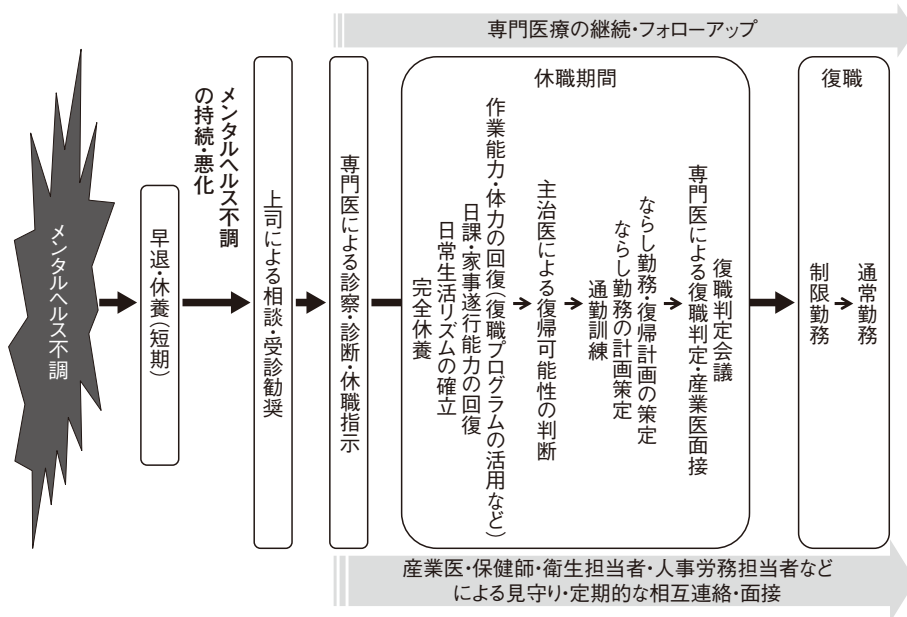 専門医療の継続・フォローアップ
メンタルヘルス不調
早退・休養(短期)
メンタルヘルス不調
の持続・悪化
上司による相談・受診勧奨
専門医による診察・診断・休職指示
休職期間
完全休養
日常生活リズムの確立
日課・家事遂行能力の回復
作業能力・体力の回復(復職プログラムの活用など)
主治医による復帰可能性の判断
通勤訓練
ならし勤務の計画策定
ならし勤務・復帰計画の策定
専門医による復職判定・産業医面接
復職判定会議
復職
制限勤務
通常勤務
産業医・保健師・衛生担当者・人事労務担当者など
による見守り・定期的な相互連絡・面接